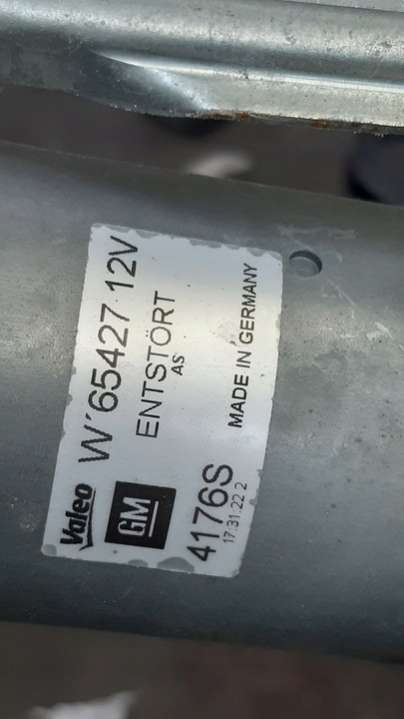 Valeo W'65427 12V
GM ENTSTÖRT
AS
4176S MADE IN GERMANY
17.31.22 2